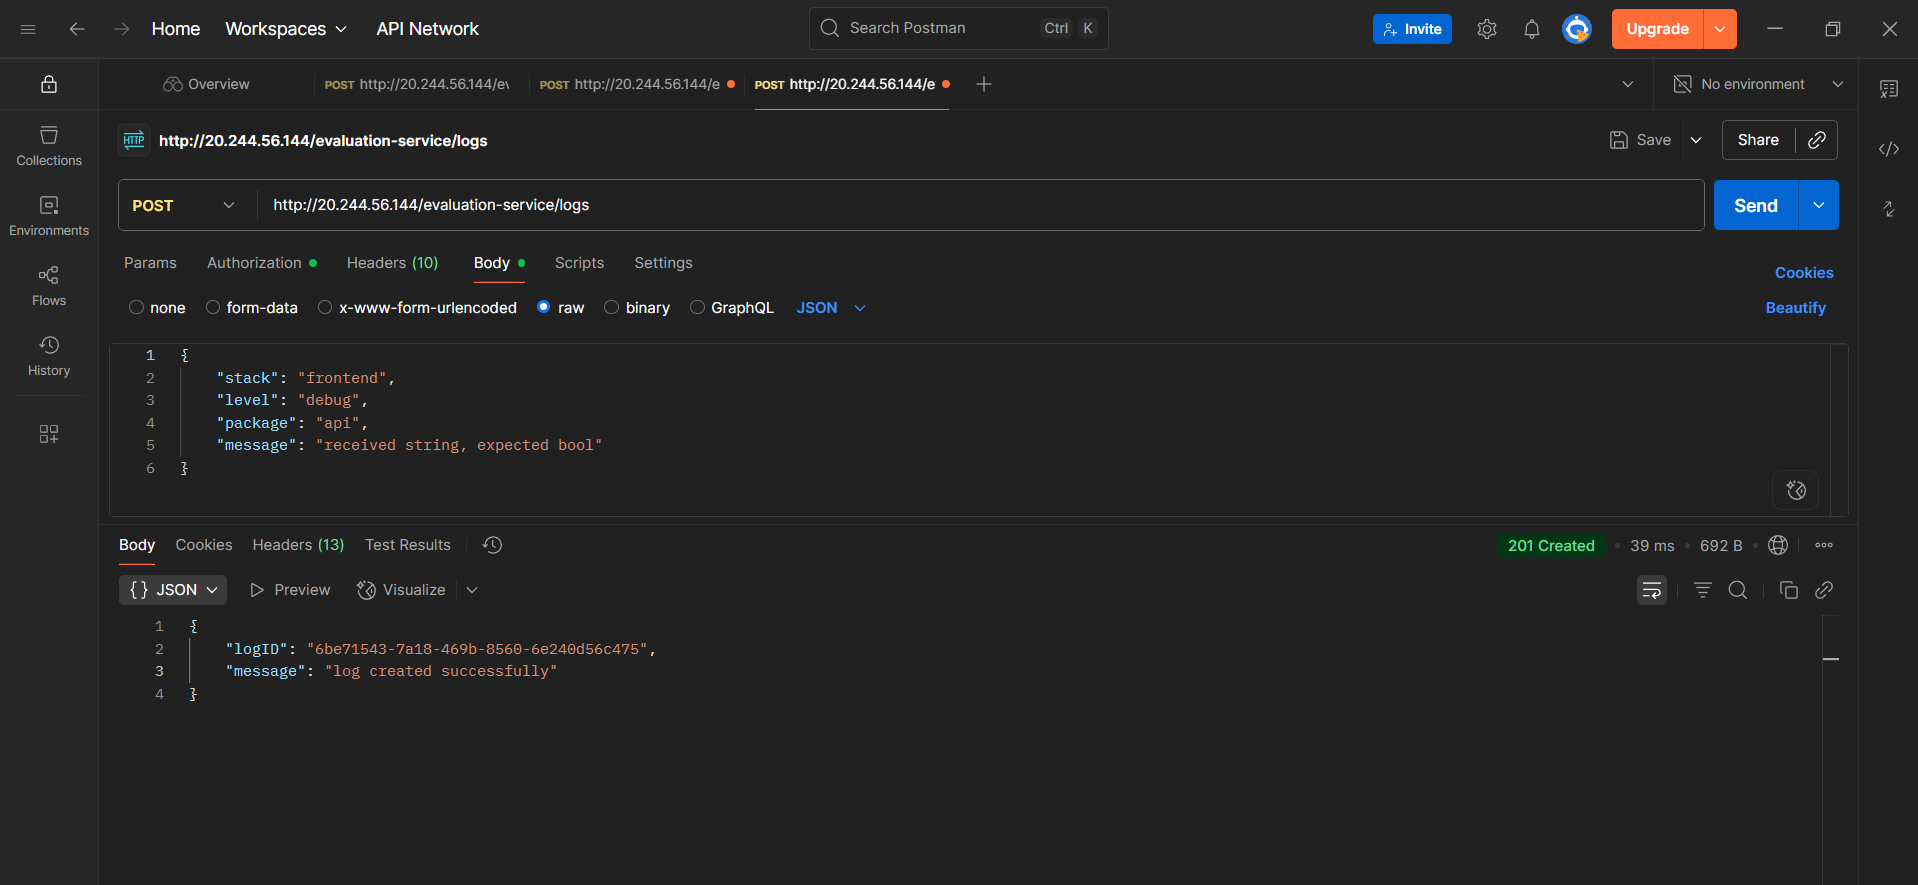 Home Workspaces API Network Search Postman Ctrl K Invite Upgrade
Overview POST http://20.244.56.144/ev POST http://20.244.56.144/e POST http://20.244.56.144/e No environment
HTTP http://20.244.56.144/evaluation-service/logs Save Share
Collections
POST http://20.244.56.144/evaluation-service/logs Send
Environments
Params Authorization Headers (10) Body Scripts Settings Cookies
Flows
none form-data x-www-form-urlencoded raw binary GraphQL JSON Beautify
History
1 {
2 "stack": "frontend",
3 "level": "debug",
4 "package": "api",
5 "message": "received string, expected bool"
6 }
Body Cookies Headers (13) Test Results 201 Created • 39 ms • 692 B •
{} JSON Preview Visualize
1 {
2 "logID": "6be71543-7a18-469b-8560-6e240d56c475",
3 "message": "log created successfully"
4 }